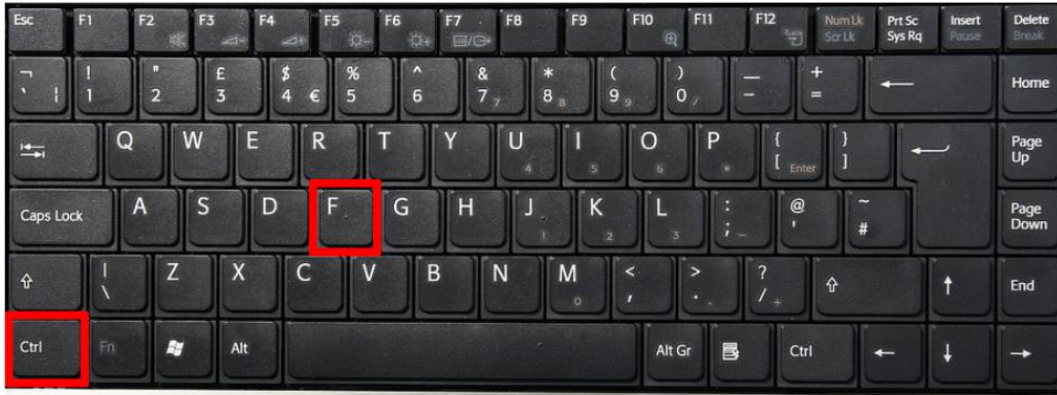 Esc F1 F2 F3 F4 F5 F6 F7 F8 F9 F10 F11 F12 Num Lk Scr Lk Prt Sc Sys Rq Insert Pause Delete Break
¬ ` ¦ ! 1 " 2 £ 3 $ 4 € % 5 ^ 6 & 7 7 * 8 8 ( 9 9 ) 0 / — - + = ← Home
Q W E R T Y U 4 I 5 O 6 P * { [ Enter } ] Page Up
Caps Lock A S D F G H J 1 K 2 L 3 : ; - @ ' ~ # Page Down
| \ Z X C V B N M 0 < , > . . ? / + ↑ End
Ctrl Fn Alt Alt Gr Ctrl ← ↓ →